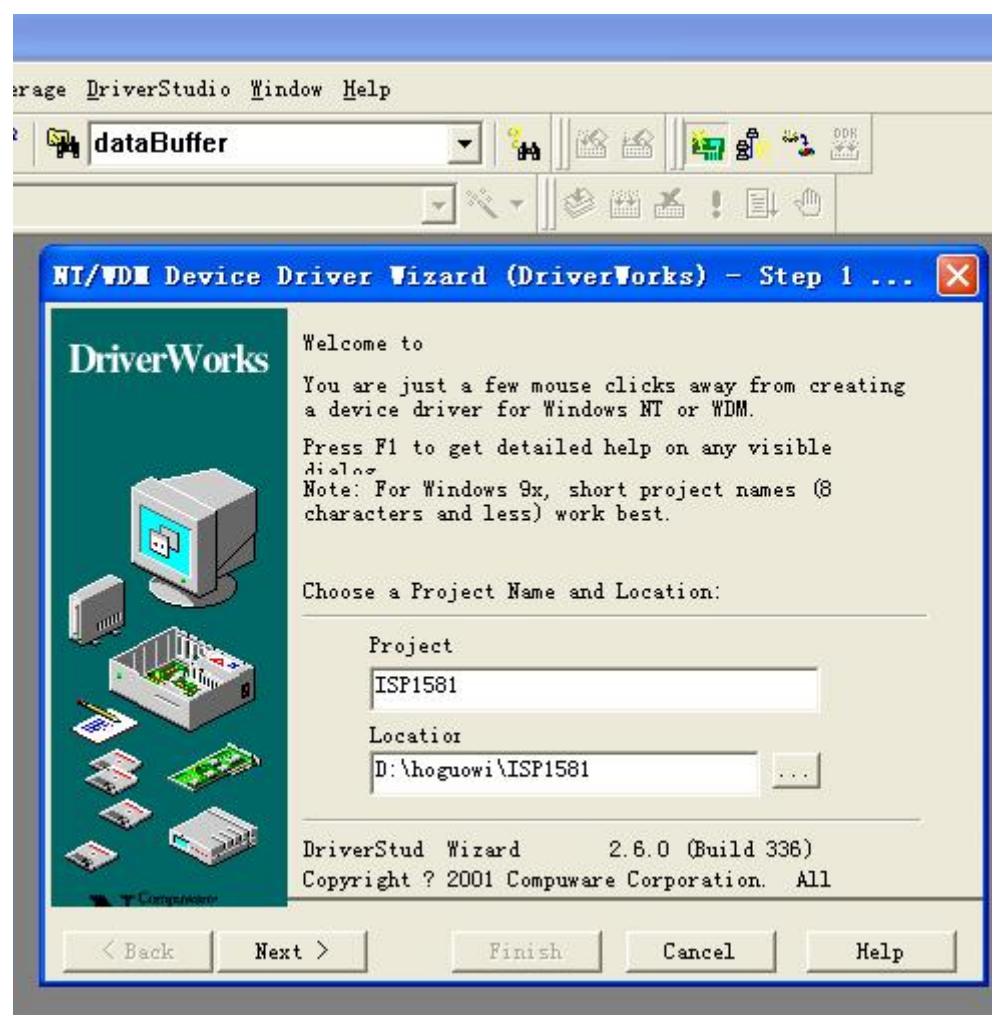 erage DriverStudio Window Help
dataBuffer
DDK
NT/WDM Device Driver Wizard (DriverWorks) - Step 1 ...
DriverWorks
Welcome to
You are just a few mouse clicks away from creating
a device driver for Windows NT or WDM.
Press F1 to get detailed help on any visible
dialog
Note: For Windows 9x, short project names (8
characters and less) work best.
Choose a Project Name and Location:
Project
ISP1581
Location
D:\hoguowi\ISP1581
...
DriverStud Wizard 2.6.0 (Build 336)
Copyright ? 2001 Compuware Corporation. All
Compuware
< Back Next > Finish Cancel Help